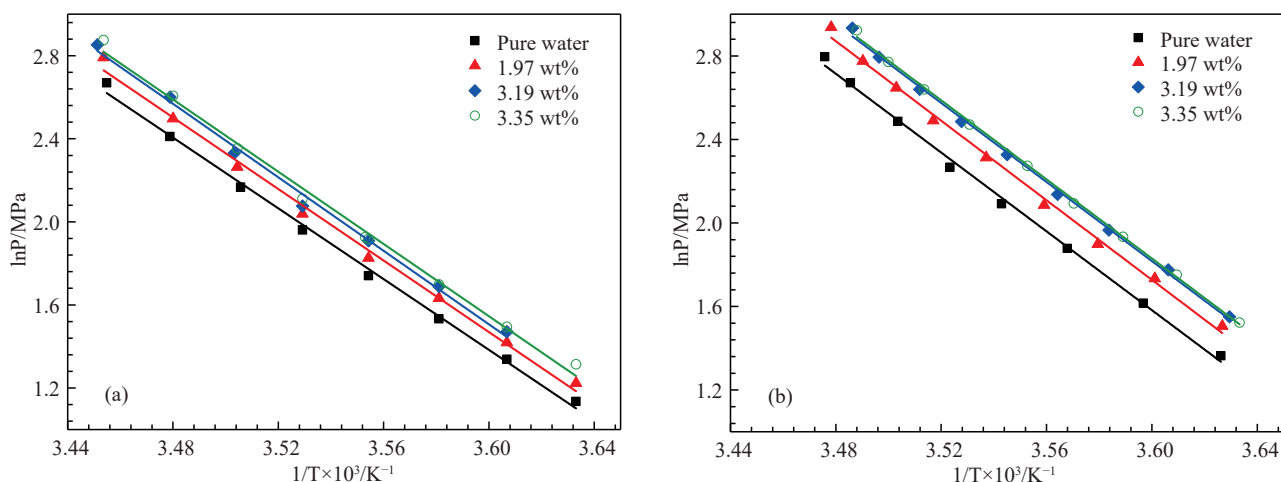 2.8
2.4
2.0
1.6
1.2
lnP/MPa
Pure water
1.97 wt%
3.19 wt%
3.35 wt%
(a)
3.44 3.48 3.52 3.56 3.60 3.64
1/T×10³/K⁻¹
2.8
2.4
2.0
1.6
1.2
lnP/MPa
Pure water
1.97 wt%
3.19 wt%
3.35 wt%
(b)
3.44 3.48 3.52 3.56 3.60 3.64
1/T×10³/K⁻¹